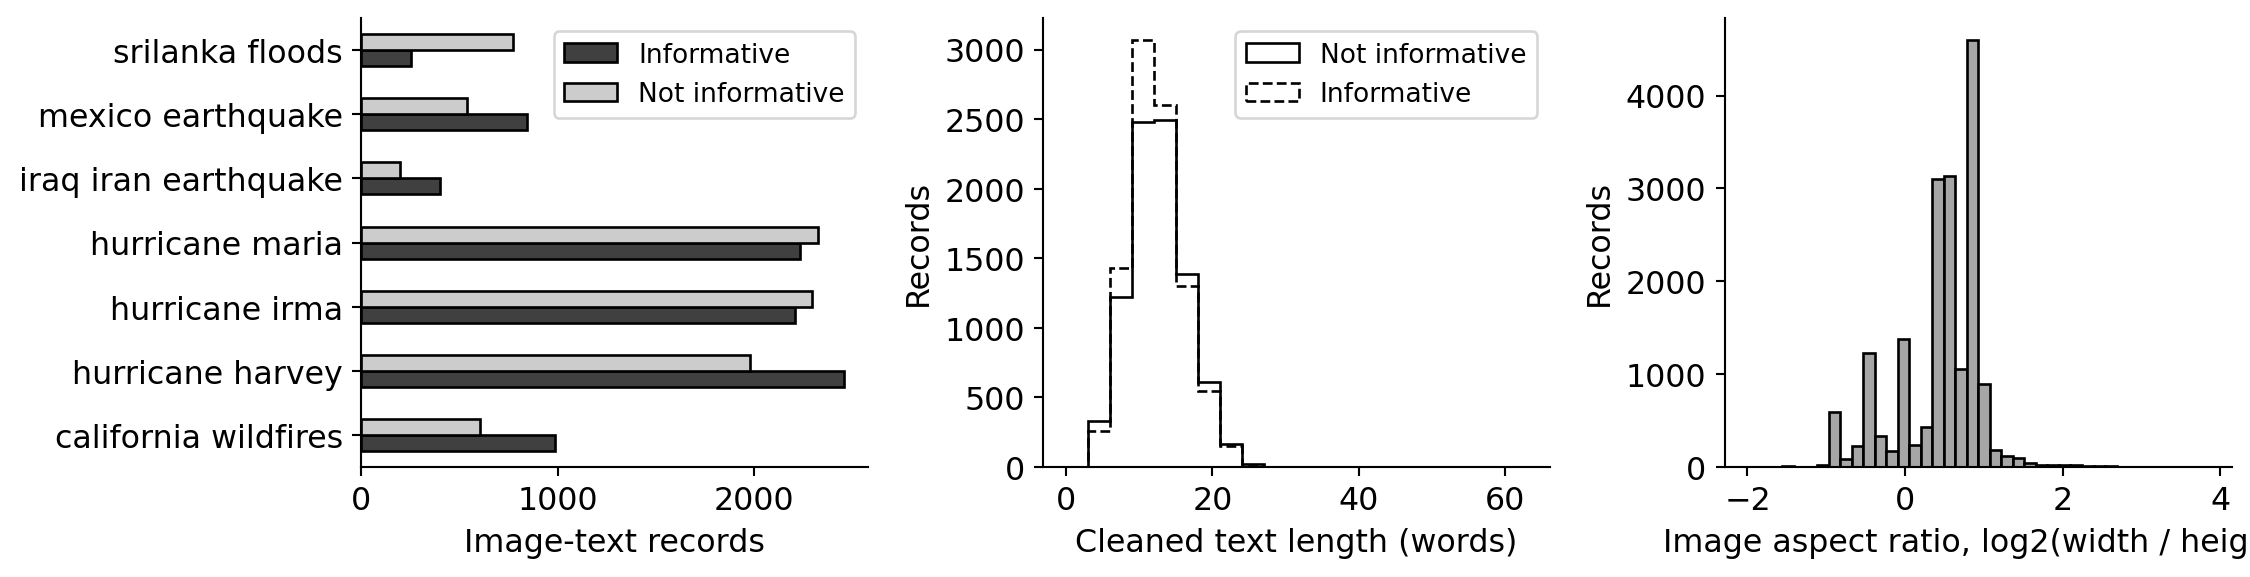 srilanka floods
mexico earthquake
iraq iran earthquake
hurricane maria
hurricane irma
hurricane harvey
california wildfires
0 1000 2000
Image-text records
Informative
Not informative
Records
3000
2500
2000
1500
1000
500
0
0 20 40 60
Cleaned text length (words)
Not informative
Informative
Records
4000
3000
2000
1000
0
−2 0 2 4
Image aspect ratio, log2(width / heig